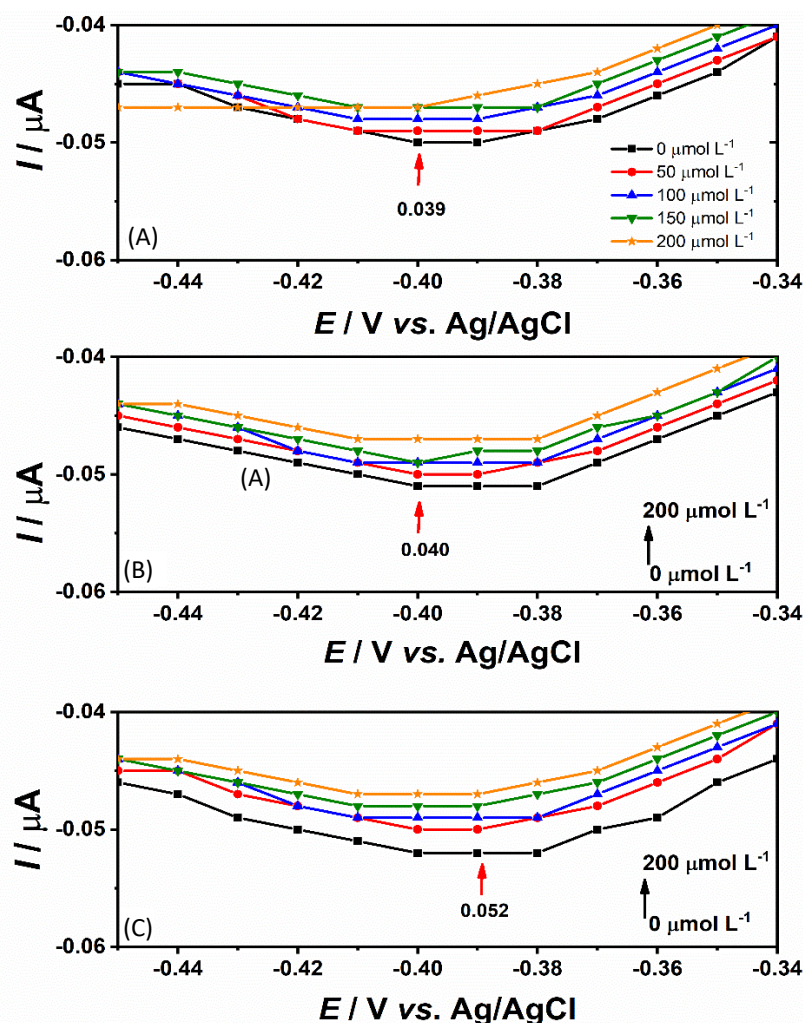 -0.04
-0.05
-0.06
I / μA
0 μmol L⁻¹
50 μmol L⁻¹
100 μmol L⁻¹
150 μmol L⁻¹
200 μmol L⁻¹
0.039
(A)
-0.44 -0.42 -0.40 -0.38 -0.36 -0.34
E / V vs. Ag/AgCl
-0.04
-0.05
-0.06
I / μA
(A)
200 μmol L⁻¹
0.040
(B)
0 μmol L⁻¹
-0.44 -0.42 -0.40 -0.38 -0.36 -0.34
E / V vs. Ag/AgCl
-0.04
-0.05
-0.06
I / μA
200 μmol L⁻¹
0.052
(C)
0 μmol L⁻¹
-0.44 -0.42 -0.40 -0.38 -0.36 -0.34
E / V vs. Ag/AgCl